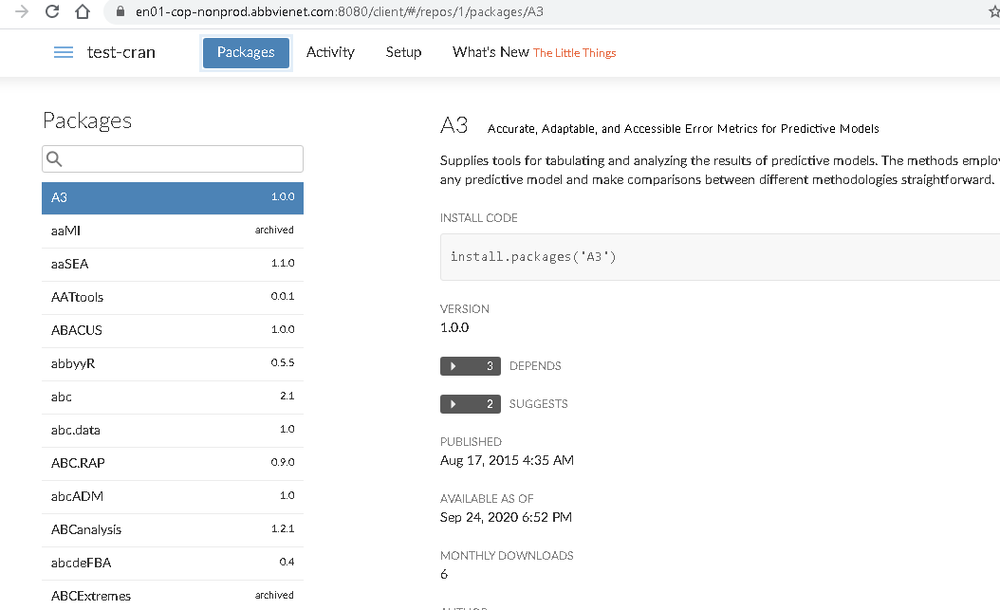 en01-cop-nonprod.abbvienet.com:8080/client/#/repos/1/packages/A3
test-cran Packages Activity Setup What's New The Little Things
Packages
A3 1.0.0
aaMI archived
aaSEA 1.1.0
AATtools 0.0.1
ABACUS 1.0.0
abbyyR 0.5.5
abc 2.1
abc.data 1.0
ABC.RAP 0.9.0
abcADM 1.0
ABCanalysis 1.2.1
abcdeFBA 0.4
ABCExtremes archived
A3 Accurate, Adaptable, and Accessible Error Metrics for Predictive Models
Supplies tools for tabulating and analyzing the results of predictive models. The methods employ
any predictive model and make comparisons between different methodologies straightforward.
INSTALL CODE
install.packages('A3')
VERSION
1.0.0
3 DEPENDS
2 SUGGESTS
PUBLISHED
Aug 17, 2015 4:35 AM
AVAILABLE AS OF
Sep 24, 2020 6:52 PM
MONTHLY DOWNLOADS
6